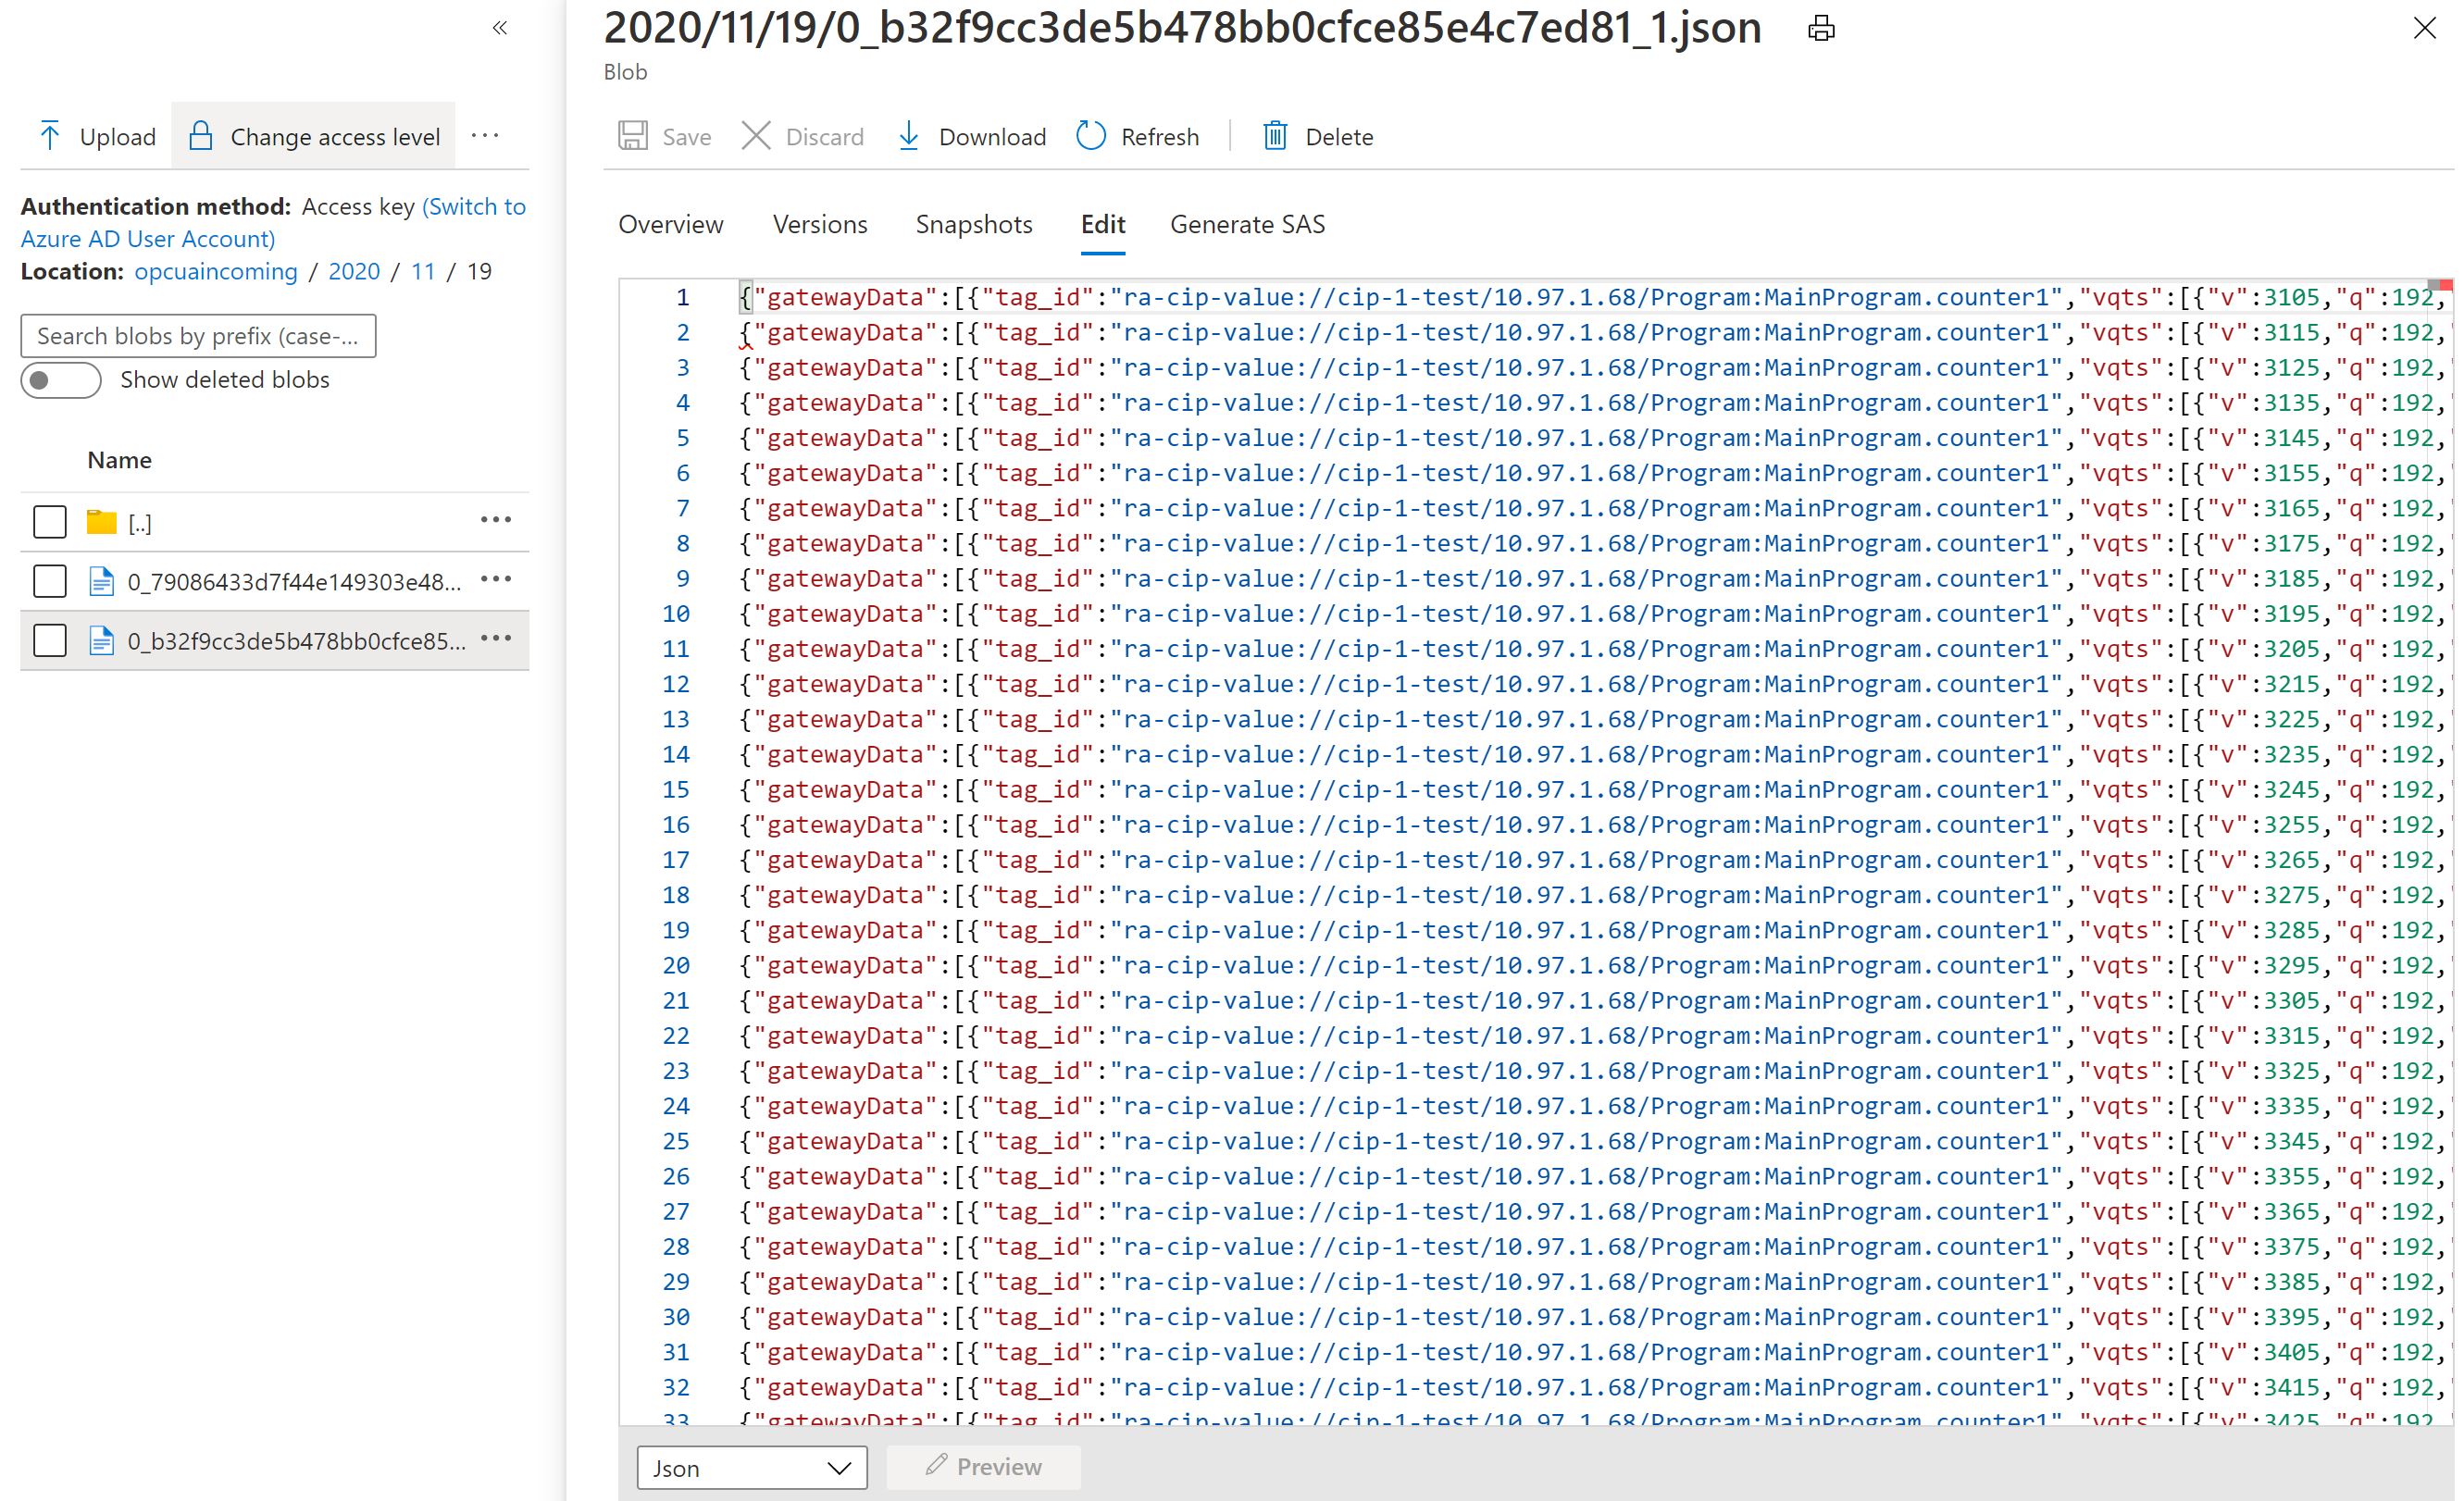 «
Upload
Change access level
...
Authentication method: Access key (Switch to
Azure AD User Account)
Location: opcuaincoming / 2020 / 11 / 19
Search blobs by prefix (case-...
Show deleted blobs
Name
[..]
0_79086433d7f44e149303e48...
0_b32f9cc3de5b478bb0cfce85...
2020/11/19/0_b32f9cc3de5b478bb0cfce85e4c7ed81_1.json
Blob
Save
Discard
Download
Refresh
Delete
Overview
Versions
Snapshots
Edit
Generate SAS
1 {"gatewayData":[{"tag_id":"ra-cip-value://cip-1-test/10.97.1.68/Program:MainProgram.counter1","vqts":[{"v":3105,"q":192,
2 {"gatewayData":[{"tag_id":"ra-cip-value://cip-1-test/10.97.1.68/Program:MainProgram.counter1","vqts":[{"v":3115,"q":192,
3 {"gatewayData":[{"tag_id":"ra-cip-value://cip-1-test/10.97.1.68/Program:MainProgram.counter1","vqts":[{"v":3125,"q":192,
4 {"gatewayData":[{"tag_id":"ra-cip-value://cip-1-test/10.97.1.68/Program:MainProgram.counter1","vqts":[{"v":3135,"q":192,
5 {"gatewayData":[{"tag_id":"ra-cip-value://cip-1-test/10.97.1.68/Program:MainProgram.counter1","vqts":[{"v":3145,"q":192,
6 {"gatewayData":[{"tag_id":"ra-cip-value://cip-1-test/10.97.1.68/Program:MainProgram.counter1","vqts":[{"v":3155,"q":192,
7 {"gatewayData":[{"tag_id":"ra-cip-value://cip-1-test/10.97.1.68/Program:MainProgram.counter1","vqts":[{"v":3165,"q":192,
8 {"gatewayData":[{"tag_id":"ra-cip-value://cip-1-test/10.97.1.68/Program:MainProgram.counter1","vqts":[{"v":3175,"q":192,
9 {"gatewayData":[{"tag_id":"ra-cip-value://cip-1-test/10.97.1.68/Program:MainProgram.counter1","vqts":[{"v":3185,"q":192,
10 {"gatewayData":[{"tag_id":"ra-cip-value://cip-1-test/10.97.1.68/Program:MainProgram.counter1","vqts":[{"v":3195,"q":192,
11 {"gatewayData":[{"tag_id":"ra-cip-value://cip-1-test/10.97.1.68/Program:MainProgram.counter1","vqts":[{"v":3205,"q":192,
12 {"gatewayData":[{"tag_id":"ra-cip-value://cip-1-test/10.97.1.68/Program:MainProgram.counter1","vqts":[{"v":3215,"q":192,
13 {"gatewayData":[{"tag_id":"ra-cip-value://cip-1-test/10.97.1.68/Program:MainProgram.counter1","vqts":[{"v":3225,"q":192,
14 {"gatewayData":[{"tag_id":"ra-cip-value://cip-1-test/10.97.1.68/Program:MainProgram.counter1","vqts":[{"v":3235,"q":192,
15 {"gatewayData":[{"tag_id":"ra-cip-value://cip-1-test/10.97.1.68/Program:MainProgram.counter1","vqts":[{"v":3245,"q":192,
16 {"gatewayData":[{"tag_id":"ra-cip-value://cip-1-test/10.97.1.68/Program:MainProgram.counter1","vqts":[{"v":3255,"q":192,
17 {"gatewayData":[{"tag_id":"ra-cip-value://cip-1-test/10.97.1.68/Program:MainProgram.counter1","vqts":[{"v":3265,"q":192,
18 {"gatewayData":[{"tag_id":"ra-cip-value://cip-1-test/10.97.1.68/Program:MainProgram.counter1","vqts":[{"v":3275,"q":192,
19 {"gatewayData":[{"tag_id":"ra-cip-value://cip-1-test/10.97.1.68/Program:MainProgram.counter1","vqts":[{"v":3285,"q":192,
20 {"gatewayData":[{"tag_id":"ra-cip-value://cip-1-test/10.97.1.68/Program:MainProgram.counter1","vqts":[{"v":3295,"q":192,
21 {"gatewayData":[{"tag_id":"ra-cip-value://cip-1-test/10.97.1.68/Program:MainProgram.counter1","vqts":[{"v":3305,"q":192,
22 {"gatewayData":[{"tag_id":"ra-cip-value://cip-1-test/10.97.1.68/Program:MainProgram.counter1","vqts":[{"v":3315,"q":192,
23 {"gatewayData":[{"tag_id":"ra-cip-value://cip-1-test/10.97.1.68/Program:MainProgram.counter1","vqts":[{"v":3325,"q":192,
24 {"gatewayData":[{"tag_id":"ra-cip-value://cip-1-test/10.97.1.68/Program:MainProgram.counter1","vqts":[{"v":3335,"q":192,
25 {"gatewayData":[{"tag_id":"ra-cip-value://cip-1-test/10.97.1.68/Program:MainProgram.counter1","vqts":[{"v":3345,"q":192,
26 {"gatewayData":[{"tag_id":"ra-cip-value://cip-1-test/10.97.1.68/Program:MainProgram.counter1","vqts":[{"v":3355,"q":192,
27 {"gatewayData":[{"tag_id":"ra-cip-value://cip-1-test/10.97.1.68/Program:MainProgram.counter1","vqts":[{"v":3365,"q":192,
28 {"gatewayData":[{"tag_id":"ra-cip-value://cip-1-test/10.97.1.68/Program:MainProgram.counter1","vqts":[{"v":3375,"q":192,
29 {"gatewayData":[{"tag_id":"ra-cip-value://cip-1-test/10.97.1.68/Program:MainProgram.counter1","vqts":[{"v":3385,"q":192,
30 {"gatewayData":[{"tag_id":"ra-cip-value://cip-1-test/10.97.1.68/Program:MainProgram.counter1","vqts":[{"v":3395,"q":192,
31 {"gatewayData":[{"tag_id":"ra-cip-value://cip-1-test/10.97.1.68/Program:MainProgram.counter1","vqts":[{"v":3405,"q":192,
32 {"gatewayData":[{"tag_id":"ra-cip-value://cip-1-test/10.97.1.68/Program:MainProgram.counter1","vqts":[{"v":3415,"q":192,
33 {"gatewayData":[{"tag_id":"ra-cip-value://cip-1-test/10.97.1.68/Program:MainProgram.counter1","vqts":[{"v":3425,"q":192,
Json
Preview